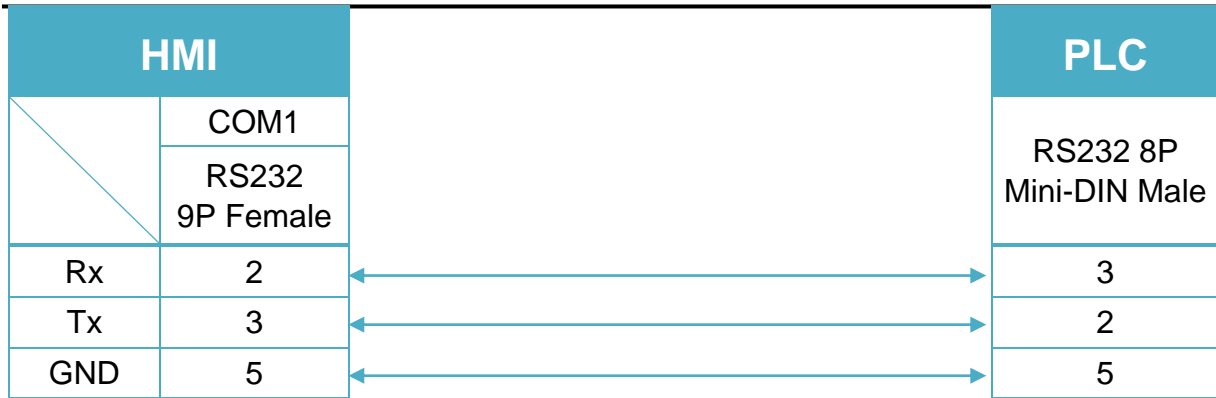 HMI
PLC
COM1
RS232
9P Female
RS232 8P
Mini-DIN Male
Rx 2 3
Tx 3 2
GND 5 5